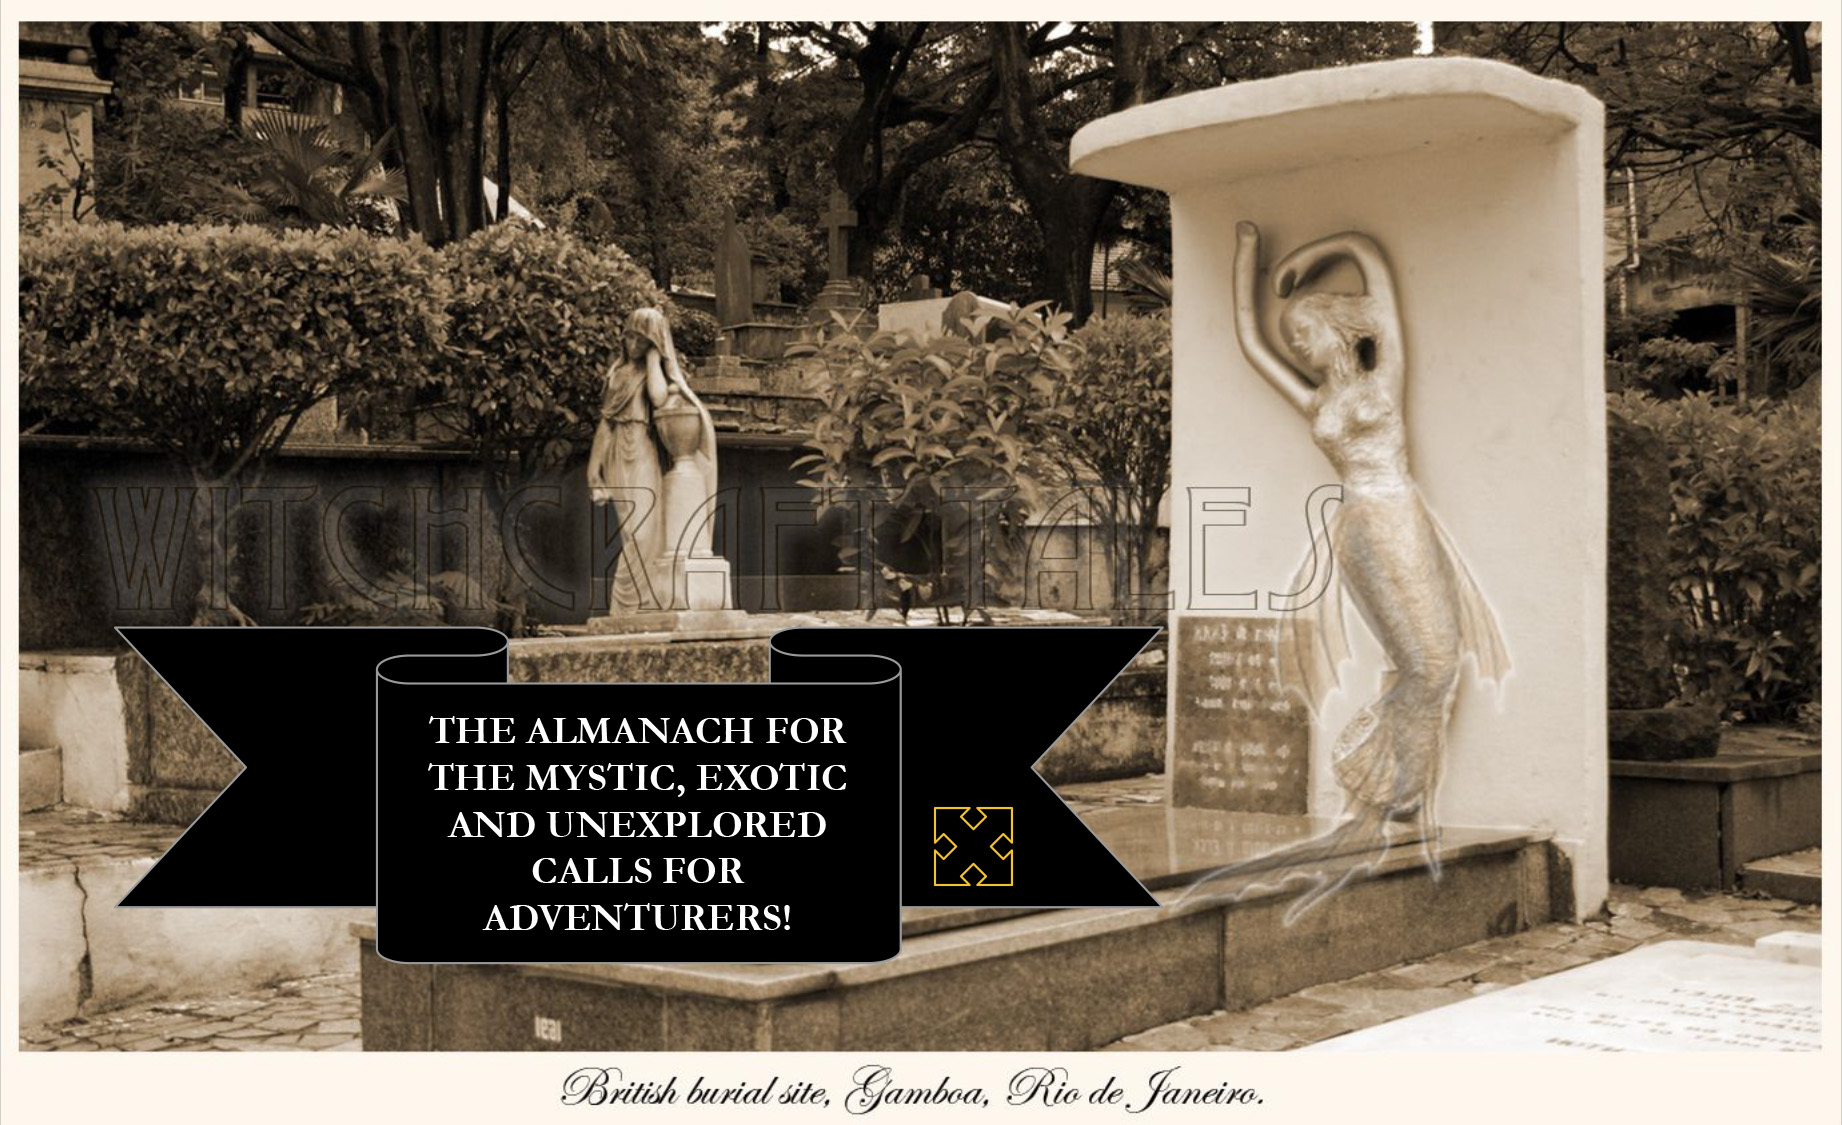 WITCHCRAFT TALES
THE ALMANACH FOR
THE MYSTIC, EXOTIC
AND UNEXPLORED
CALLS FOR
ADVENTURERS!
British burial site, Gamboa, Rio de Janeiro.